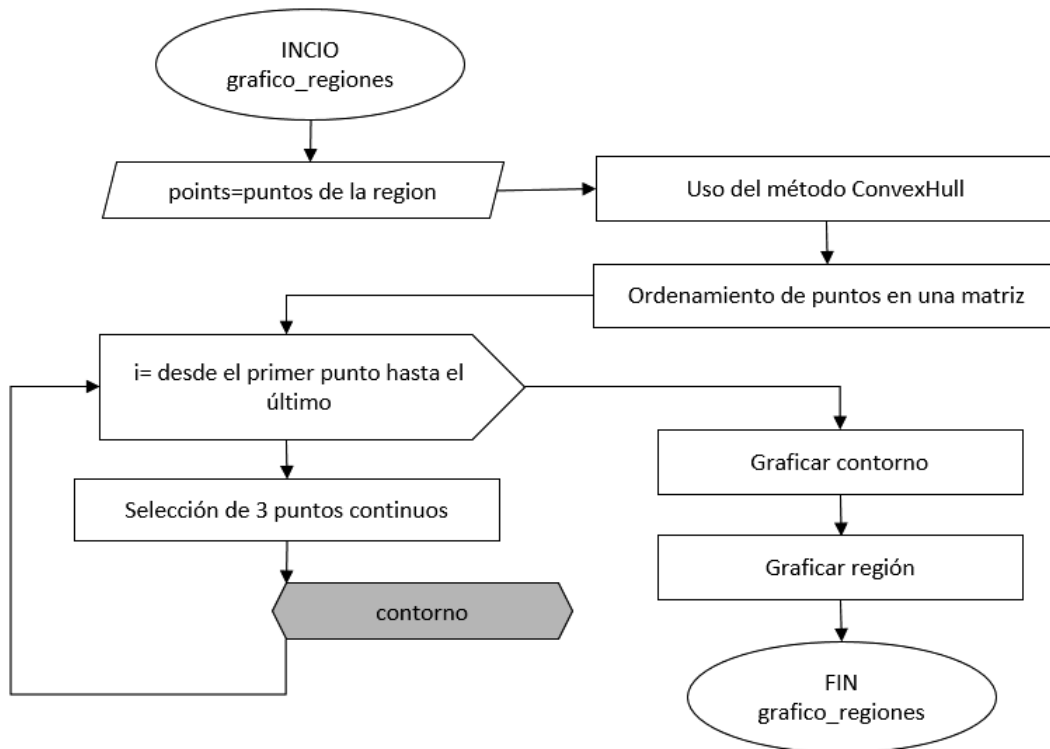 INCIO
grafico_regiones
points=puntos de la region
Uso del método ConvexHull
Ordenamiento de puntos en una matriz
i= desde el primer punto hasta el
último
Selección de 3 puntos continuos
contorno
Graficar contorno
Graficar región
FIN
grafico_regiones